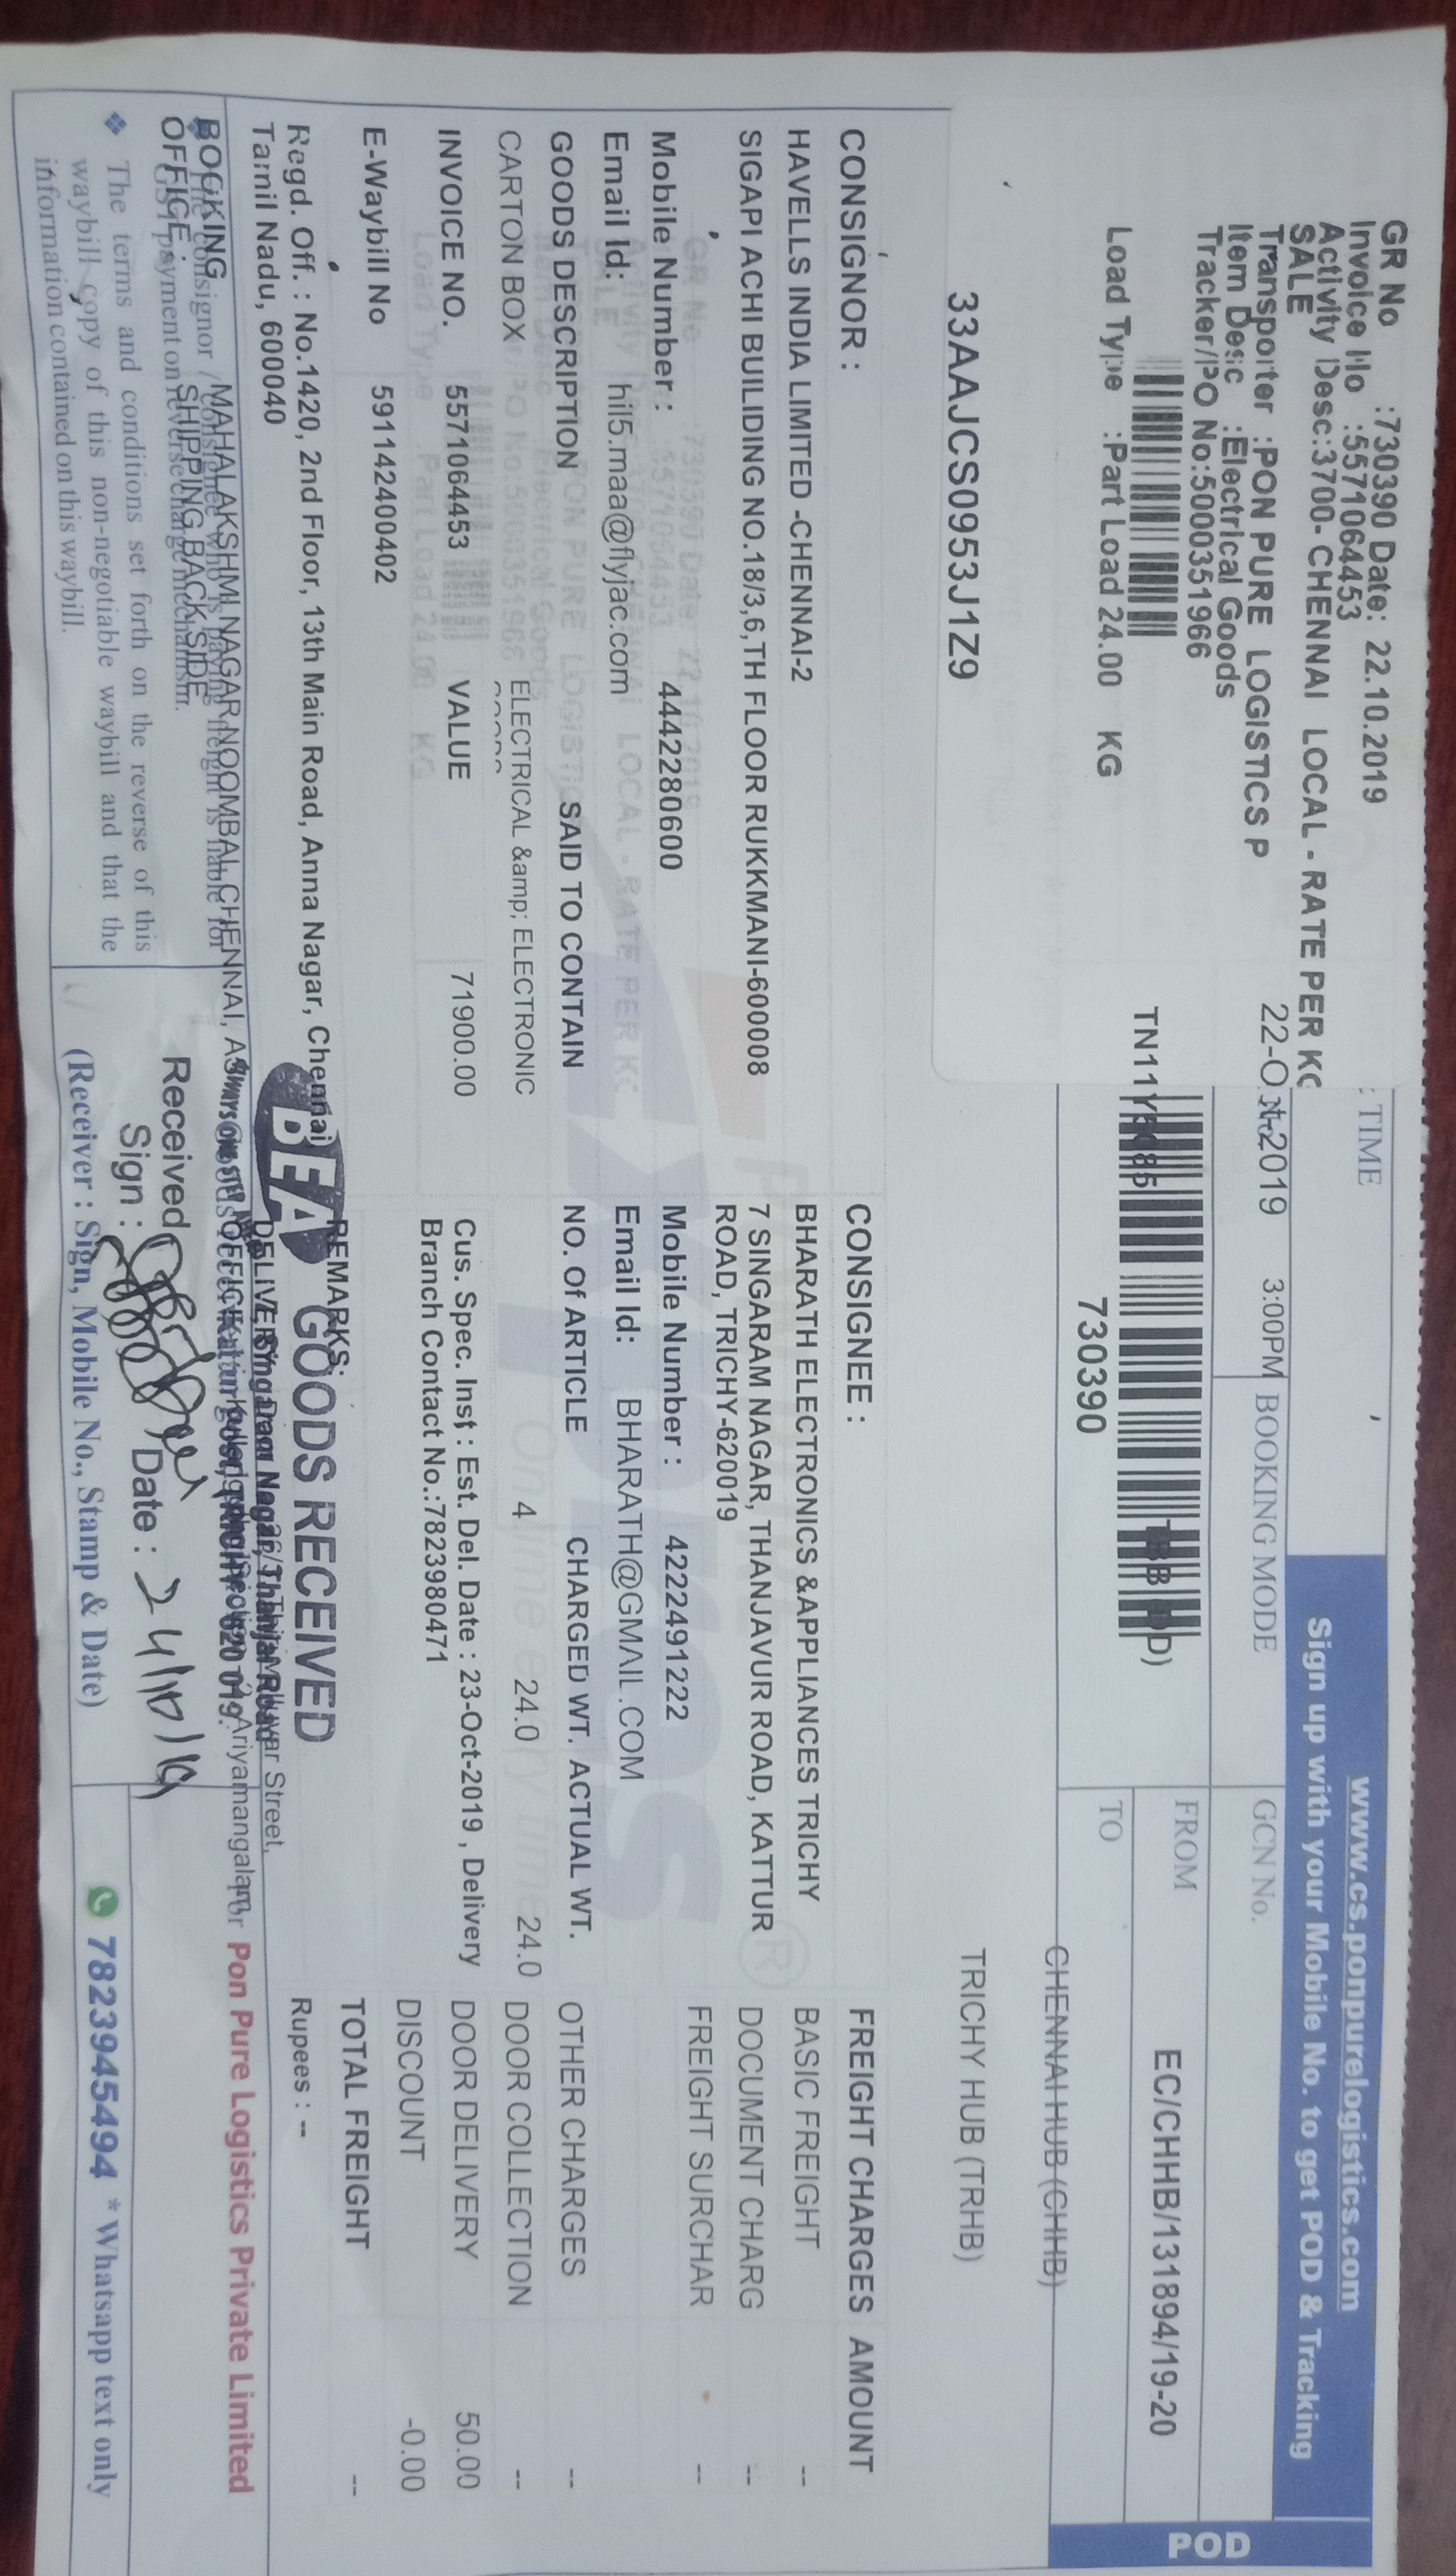 GR No :730390 Date: 22.10.2019
Invoice No :5571064453
Activity Desc:3700- CHENNAI LOCAL - RATE PER KG
SALE
Transporter :PON PURE LOGISTICS P
Item Desc :Electrical Goods
Tracker/PO No:5000351966
Load Type :Part Load 24.00 KG
33AAJCS0953J1Z9
: TIME
22-O 2019 3:00PM
BOOKING MODE
TN11Y
730390
www.cs.ponpurelogistics.com
Sign up with your Mobile No. to get POD & Tracking
POD
GCN No.
EC/CHHB/131894/19-20
FROM
CHENNAI HUB (CHHB)
TO
TRICHY HUB (TRHB)
CONSIGNOR :
HAVELLS INDIA LIMITED -CHENNAI-2
SIGAPI ACHI BUILIDING NO.18/3,6,TH FLOOR RUKKMANI-600008
Mobile Number : 4442280600
Email Id: hil5.maa@flyjac.com
CONSIGNEE :
BHARATH ELECTRONICS &APPLIANCES TRICHY
7 SINGARAM NAGAR, THANJAVUR ROAD, KATTUR
ROAD, TRICHY-620019
Mobile Number : 4222491222
Email Id: BHARATH@GMAIL.COM
FREIGHT CHARGES AMOUNT
BASIC FREIGHT --
DOCUMENT CHARG --
FREIGHT SURCHAR --
OTHER CHARGES --
DOOR COLLECTION --
DOOR DELIVERY 50.00
DISCOUNT -0.00
TOTAL FREIGHT --
Rupees : --
GOODS DESCRIPTION SAID TO CONTAIN NO. Of ARTICLE CHARGED WT. ACTUAL WT.
CARTON BOX ELECTRICAL &amp; ELECTRONIC 4 24.0 24.0
INVOICE NO. 5571064453 VALUE 71900.00
Cus. Spec. Inst : Est. Del. Date : 23-Oct-2019 , Delivery
Branch Contact No.:7823980471
E-Waybill No 591142400402
REMARKS:
Regd. Off. : No.1420, 2nd Floor, 13th Main Road, Anna Nagar, Chennai
Tamil Nadu, 600040
BEA GOODS RECEIVED
BOOKING
OFFICE :
MAHALAKSHMI NAGAR NOOMBAL CHENNAI,
SHIPPING BACK SIDE
The terms and conditions set forth on the reverse of this
waybill copy of this non-negotiable waybill and that the
information contained on this waybill.
Received
Sign : Date : 24/10/19
(Receiver : Sign, Mobile No., Stamp & Date)
For Pon Pure Logistics Private Limited
7823945494 *Whatsapp text only